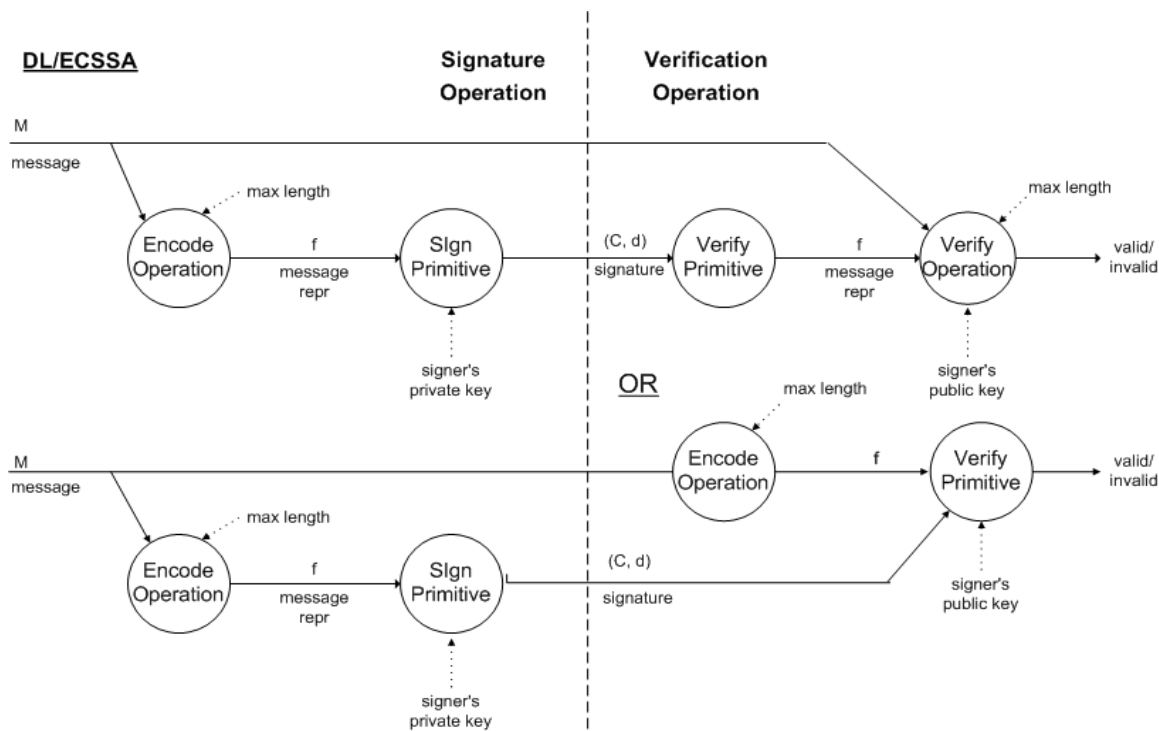 DL/ECSSA
Signature
Operation
Verification
Operation
M
message
max length
max length
Encode
Operation
f
message
repr
SIgn
Primitive
(C, d)
signature
Verify
Primitive
f
message
repr
Verify
Operation
valid/
invalid
signer's
private key
signer's
public key
OR
max length
M
message
Encode
Operation
f
Verify
Primitive
valid/
invalid
max length
Encode
Operation
f
message
repr
SIgn
Primitive
(C, d)
signature
signer's
public key
signer's
private key